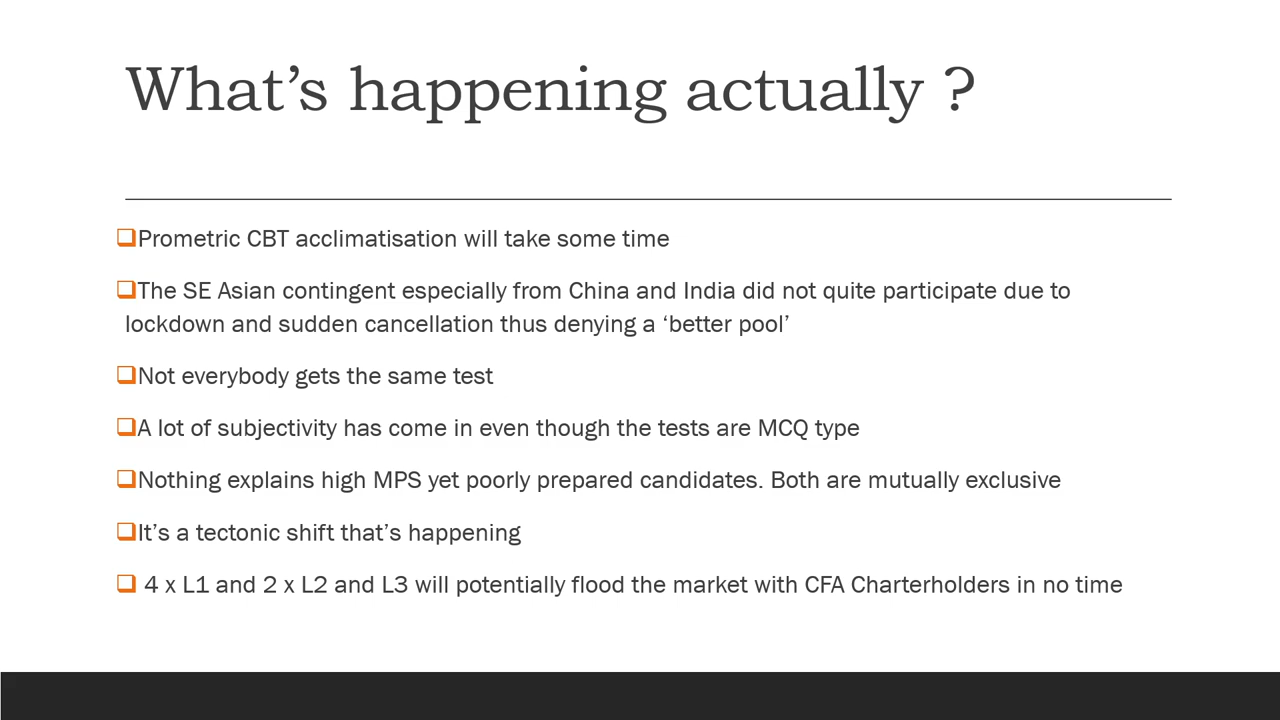 What’s happening actually ?
❑Prometric CBT acclimatisation will take some time
❑The SE Asian contingent especially from China and India did not quite participate due to
lockdown and sudden cancellation thus denying a ‘better pool’
❑Not everybody gets the same test
❑A lot of subjectivity has come in even though the tests are MCQ type
❑Nothing explains high MPS yet poorly prepared candidates. Both are mutually exclusive
❑It’s a tectonic shift that’s happening
❑ 4 x L1 and 2 x L2 and L3 will potentially flood the market with CFA Charterholders in no time